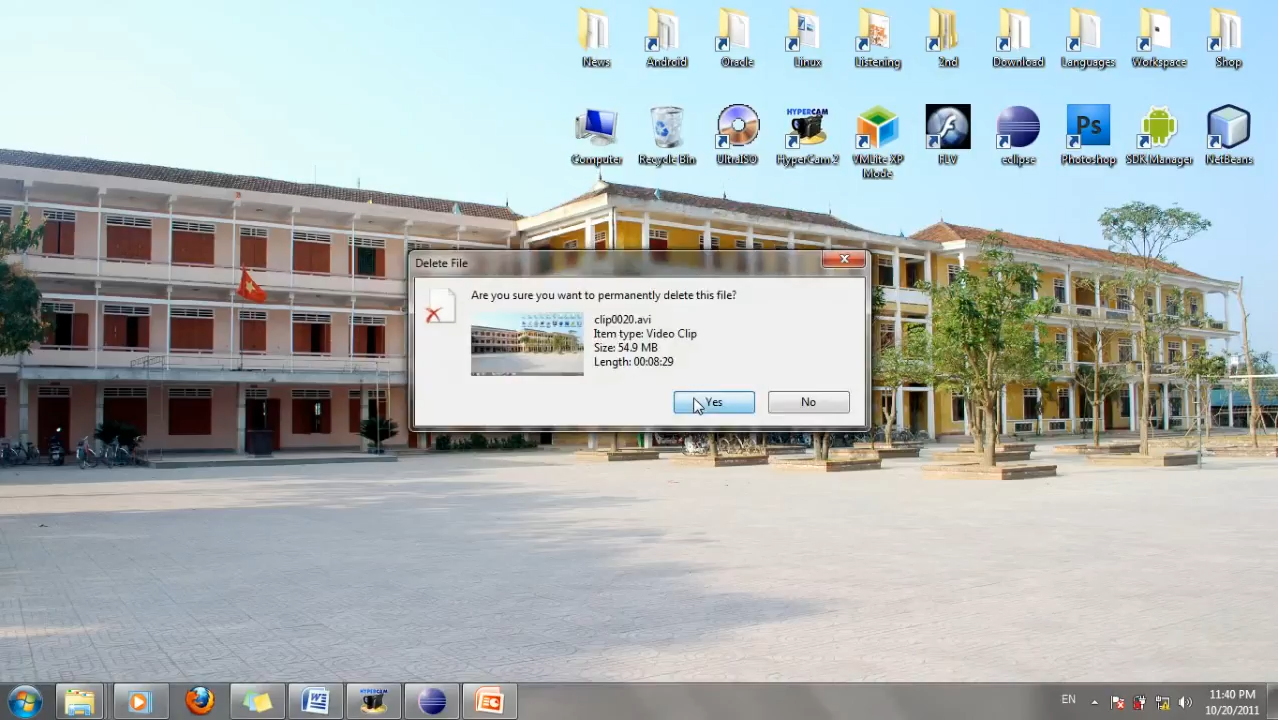 News
Android
Oracle
Linux
Listening
2nd
Download
Languages
Workspace
Shop
HYPERCAM
Ps
Computer
Recycle Bin
UltraISO
HyperCam 2
VMLite XP
Mode
FLV
eclipse
Photoshop
SDK Manager
NetBeans
Delete File
Are you sure you want to permanently delete this file?
clip0020.avi
Item type: Video Clip
Size: 54.9 MB
Length: 00:08:29
Yes
No
HYPERCAM
EN
11:40 PM
10/20/2011